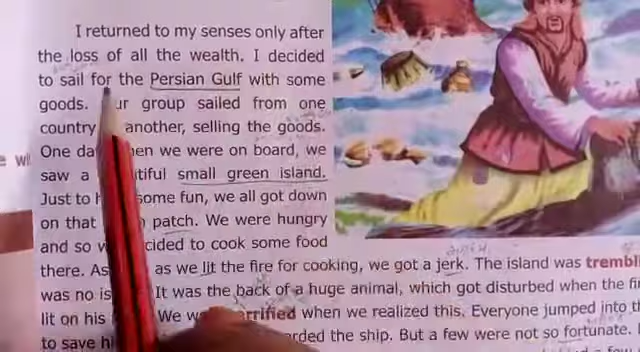 I returned to my senses only after
the loss of all the wealth. I decided
to sail for the Persian Gulf with some
goods. ur group sailed from one
country another, selling the goods.
One da en we were on board, we
saw a tiful small green island.
Just to h some fun, we all got down
on that patch. We were hungry
and so cided to cook some food
there. As as we lit the fire for cooking, we got a jerk. The island was trembli
was no is It was the back of a huge animal, which got disturbed when the fi
lit on his We w rrified when we realized this. Everyone jumped into t
to save hi rded the ship. But a few were not so fortunate.